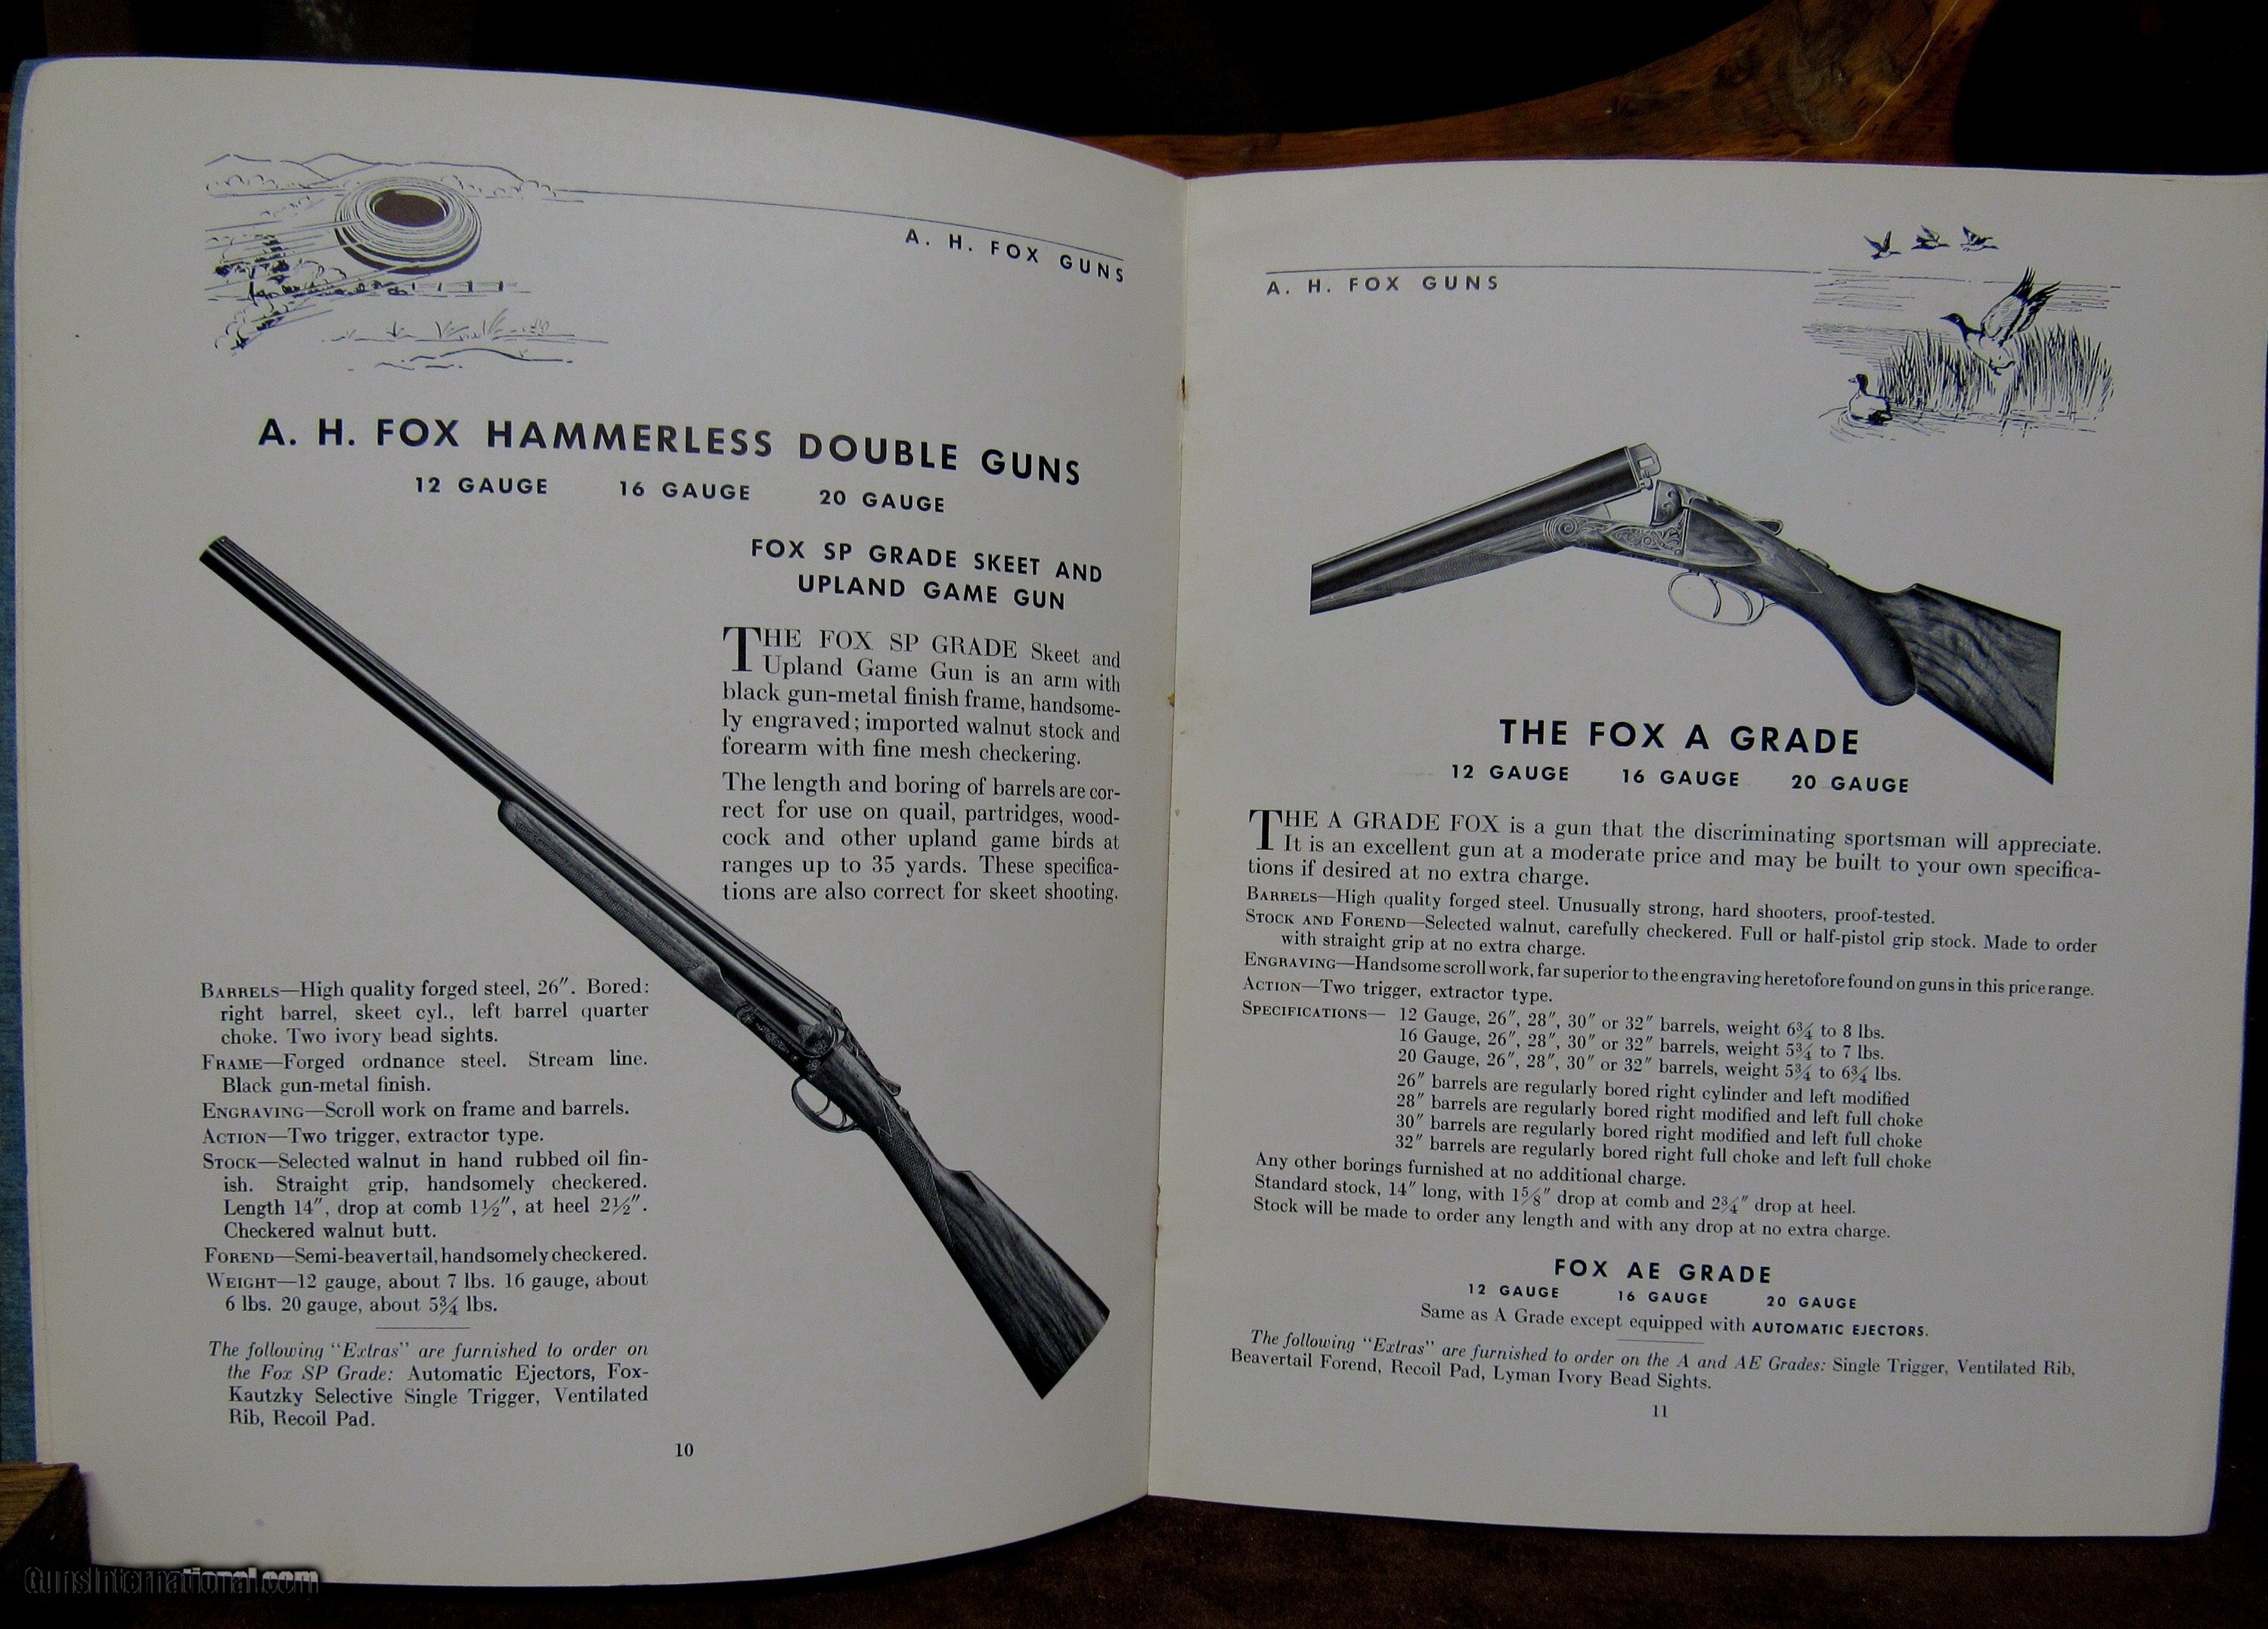 A. H. FOX GUNS
A. H. FOX HAMMERLESS DOUBLE GUNS
12 GAUGE 16 GAUGE 20 GAUGE
FOX SP GRADE SKEET AND
UPLAND GAME GUN
THE FOX SP GRADE Skeet and
Upland Game Gun is an arm with
black gun-metal finish frame, handsome-
ly engraved; imported walnut stock and
forearm with fine mesh checkering.
The length and boring of barrels are cor-
rect for use on quail, partridges, wood-
cock and other upland game birds at
ranges up to 35 yards. These specifica-
tions are also correct for skeet shooting.
BARRELS—High quality forged steel, 26″. Bored:
right barrel, skeet cyl., left barrel quarter
choke. Two ivory bead sights.
FRAME—Forged ordnance steel. Stream line.
Black gun-metal finish.
ENGRAVING—Scroll work on frame and barrels.
ACTION—Two trigger, extractor type.
STOCK—Selected walnut in hand rubbed oil fin-
ish. Straight grip, handsomely checkered.
Length 14″, drop at comb 1½″, at heel 2½″.
Checkered walnut butt.
FOREND—Semi-beavertail, handsomely checkered.
WEIGHT—12 gauge, about 7 lbs. 16 gauge, about
6 lbs. 20 gauge, about 5¾ lbs.
The following "Extras" are furnished to order on
the Fox SP Grade: Automatic Ejectors, Fox-
Kautzky Selective Single Trigger, Ventilated
Rib, Recoil Pad.
10
A. H. FOX GUNS
THE FOX A GRADE
12 GAUGE 16 GAUGE 20 GAUGE
THE A GRADE FOX is a gun that the discriminating sportsman will appreciate.
It is an excellent gun at a moderate price and may be built to your own specifica-
tions if desired at no extra charge.
BARRELS—High quality forged steel. Unusually strong, hard shooters, proof-tested.
STOCK AND FOREND—Selected walnut, carefully checkered. Full or half-pistol grip stock. Made to order
with straight grip at no extra charge.
ENGRAVING—Handsome scroll work, far superior to the engraving heretofore found on guns in this price range.
ACTION—Two trigger, extractor type.
SPECIFICATIONS— 12 Gauge, 26″, 28″, 30″ or 32″ barrels, weight 6¾ to 8 lbs.
16 Gauge, 26″, 28″, 30″ or 32″ barrels, weight 5¾ to 7 lbs.
20 Gauge, 26″, 28″, 30″ or 32″ barrels, weight 5¾ to 6¾ lbs.
26″ barrels are regularly bored right cylinder and left modified
28″ barrels are regularly bored right modified and left full choke
30″ barrels are regularly bored right modified and left full choke
32″ barrels are regularly bored right full choke and left full choke
Any other borings furnished at no additional charge.
Standard stock, 14″ long, with 1⅝″ drop at comb and 2¾″ drop at heel.
Stock will be made to order any length and with any drop at no extra charge.
FOX AE GRADE
12 GAUGE 16 GAUGE 20 GAUGE
Same as A Grade except equipped with AUTOMATIC EJECTORS.
The following "Extras" are furnished to order on the A and AE Grades: Single Trigger, Ventilated Rib,
Beavertail Forend, Recoil Pad, Lyman Ivory Bead Sights.
11
GunsInternational.com